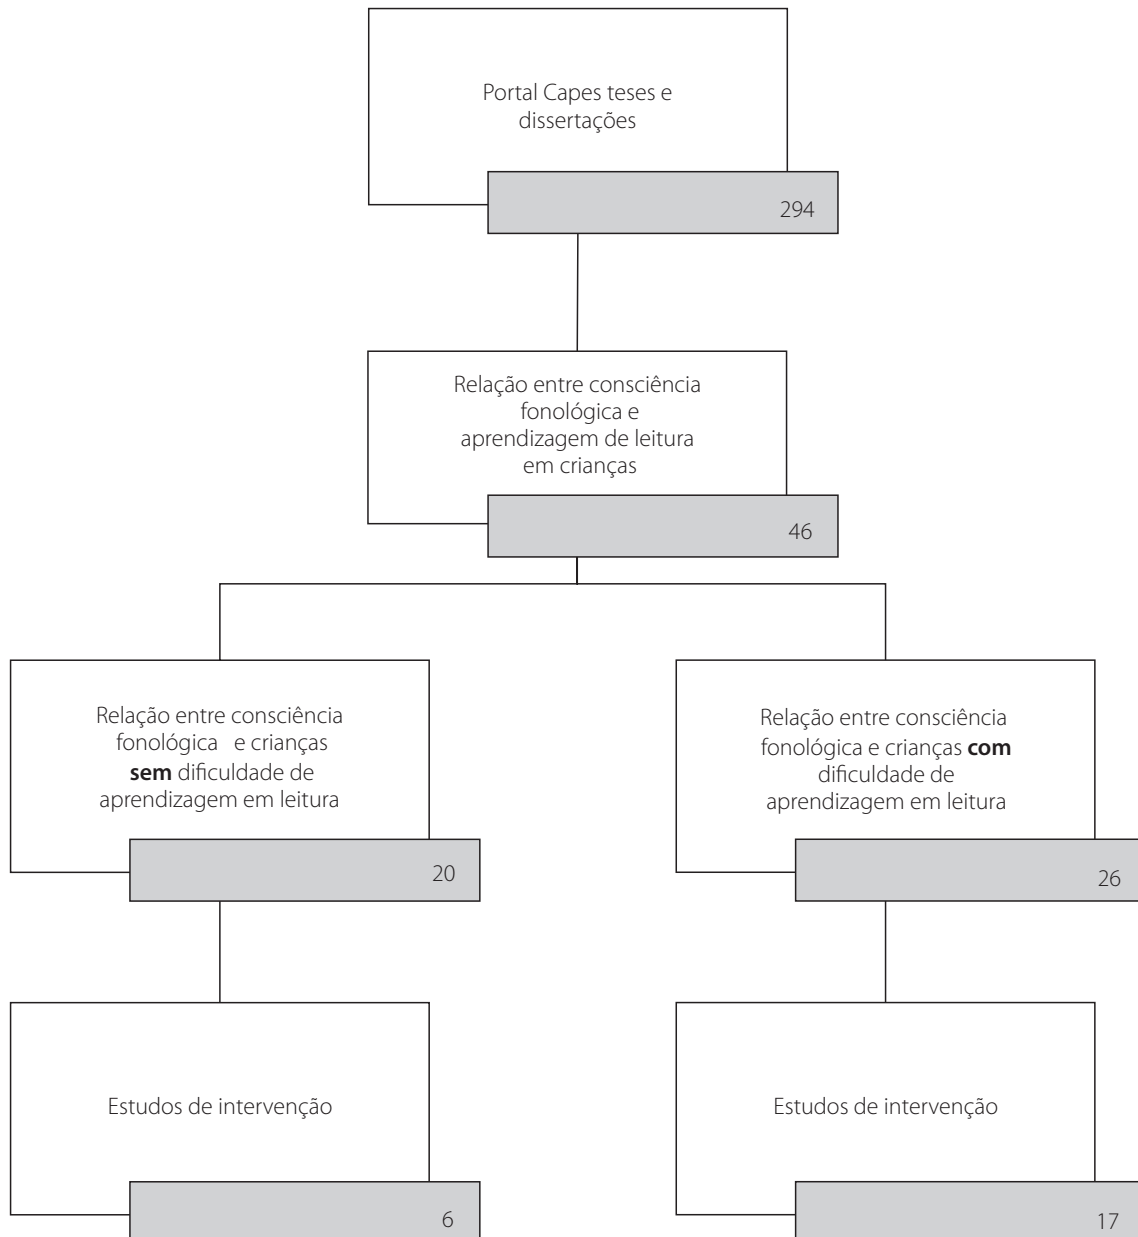 Portal Capes teses e
dissertações
294
Relação entre consciência
fonológica e
aprendizagem de leitura
em crianças
46
Relação entre consciência
fonológica e crianças
sem dificuldade de
aprendizagem em leitura
20
Relação entre consciência
fonológica e crianças com
dificuldade de
aprendizagem em leitura
26
Estudos de intervenção
6
Estudos de intervenção
17